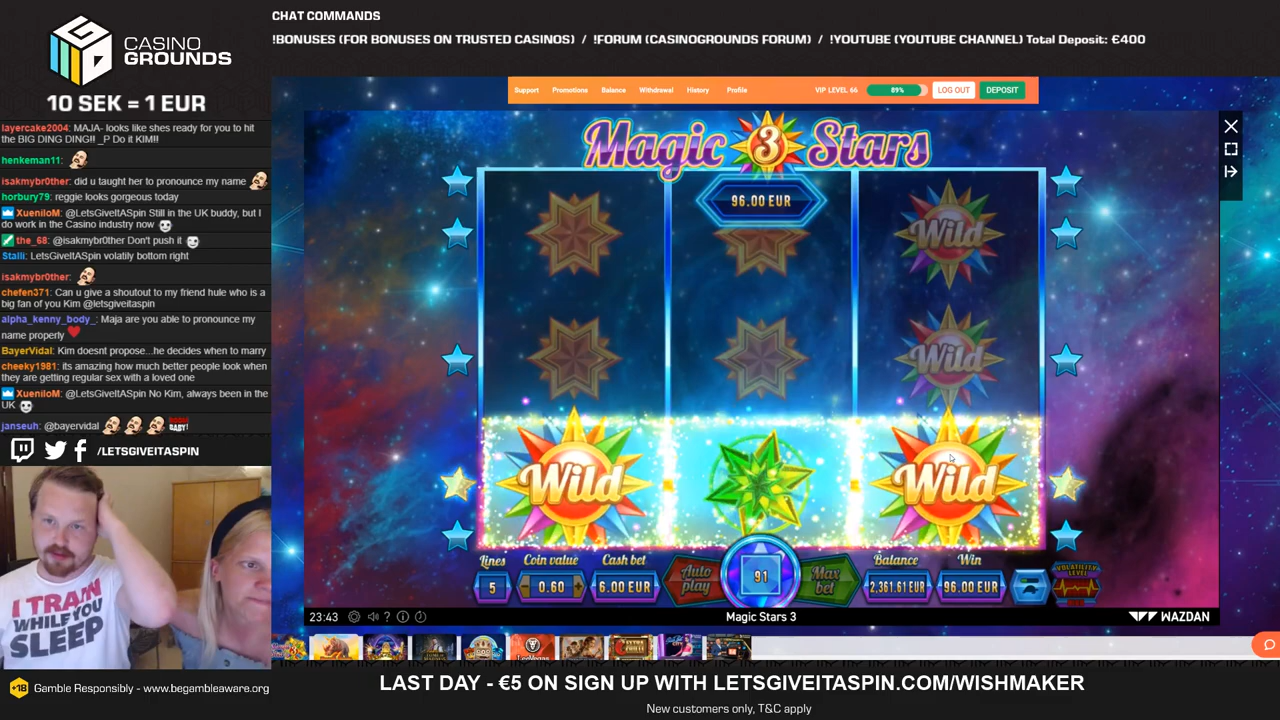 CHAT COMMANDS
!BONUSES (FOR BONUSES ON TRUSTED CASINOS) / !FORUM (CASINOGROUNDS FORUM) / !YOUTUBE (YOUTUBE CHANNEL) Total Deposit: €400
CASINO
GROUNDS
10 SEK = 1 EUR
Support Promotions Balance Withdrawal History Profile VIP LEVEL 66 89% LOG OUT DEPOSIT
layercake2004: MAJA- looks like shes ready for you to hit
the BIG DING DING!! _P Do it KIM!!
henkeman11:
isakmybr0ther: did u taught her to pronounce my name
horbury79: reggie looks gorgeous today
XueniloM: @LetsGiveItASpin Still in the UK buddy, but I
do work in the Casino industry now
the_68: @isakmybr0ther Don't push it
Stalli: LetsGiveItASpin volatily bottom right
isakmybr0ther:
chefen371: Can u give a shoutout to my friend hule who is a
big fan of you Kim @letsgiveitaspin
alpha_kenny_body_: Maja are you able to pronounce my
name properly
BayerVidal: Kim doesnt propose...he decides when to marry
cheeky1981: its amazing how much better people look when
they are getting regular sex with a loved one
XueniloM: @LetsGiveItASpin No Kim, always been in the
UK
janseuh: @bayervidal
/LETSGIVEITASPIN
Magic 3 Stars
96.00 EUR
Wild
Wild
Wild
Wild
Lines Coin value Cash bet Balance Win
5 - 0.60 + 6.00 EUR Auto play 91 Max bet 2,361.61 EUR 96.00 EUR
VOLATILITY
LEVEL
23:43 ? Magic Stars 3 WAZDAN
I TRAIN
WHILE YOU
SLEEP
+18 Gamble Responsibly - www.begambleaware.org
LAST DAY - €5 ON SIGN UP WITH LETSGIVEITASPIN.COM/WISHMAKER
New customers only, T&C apply